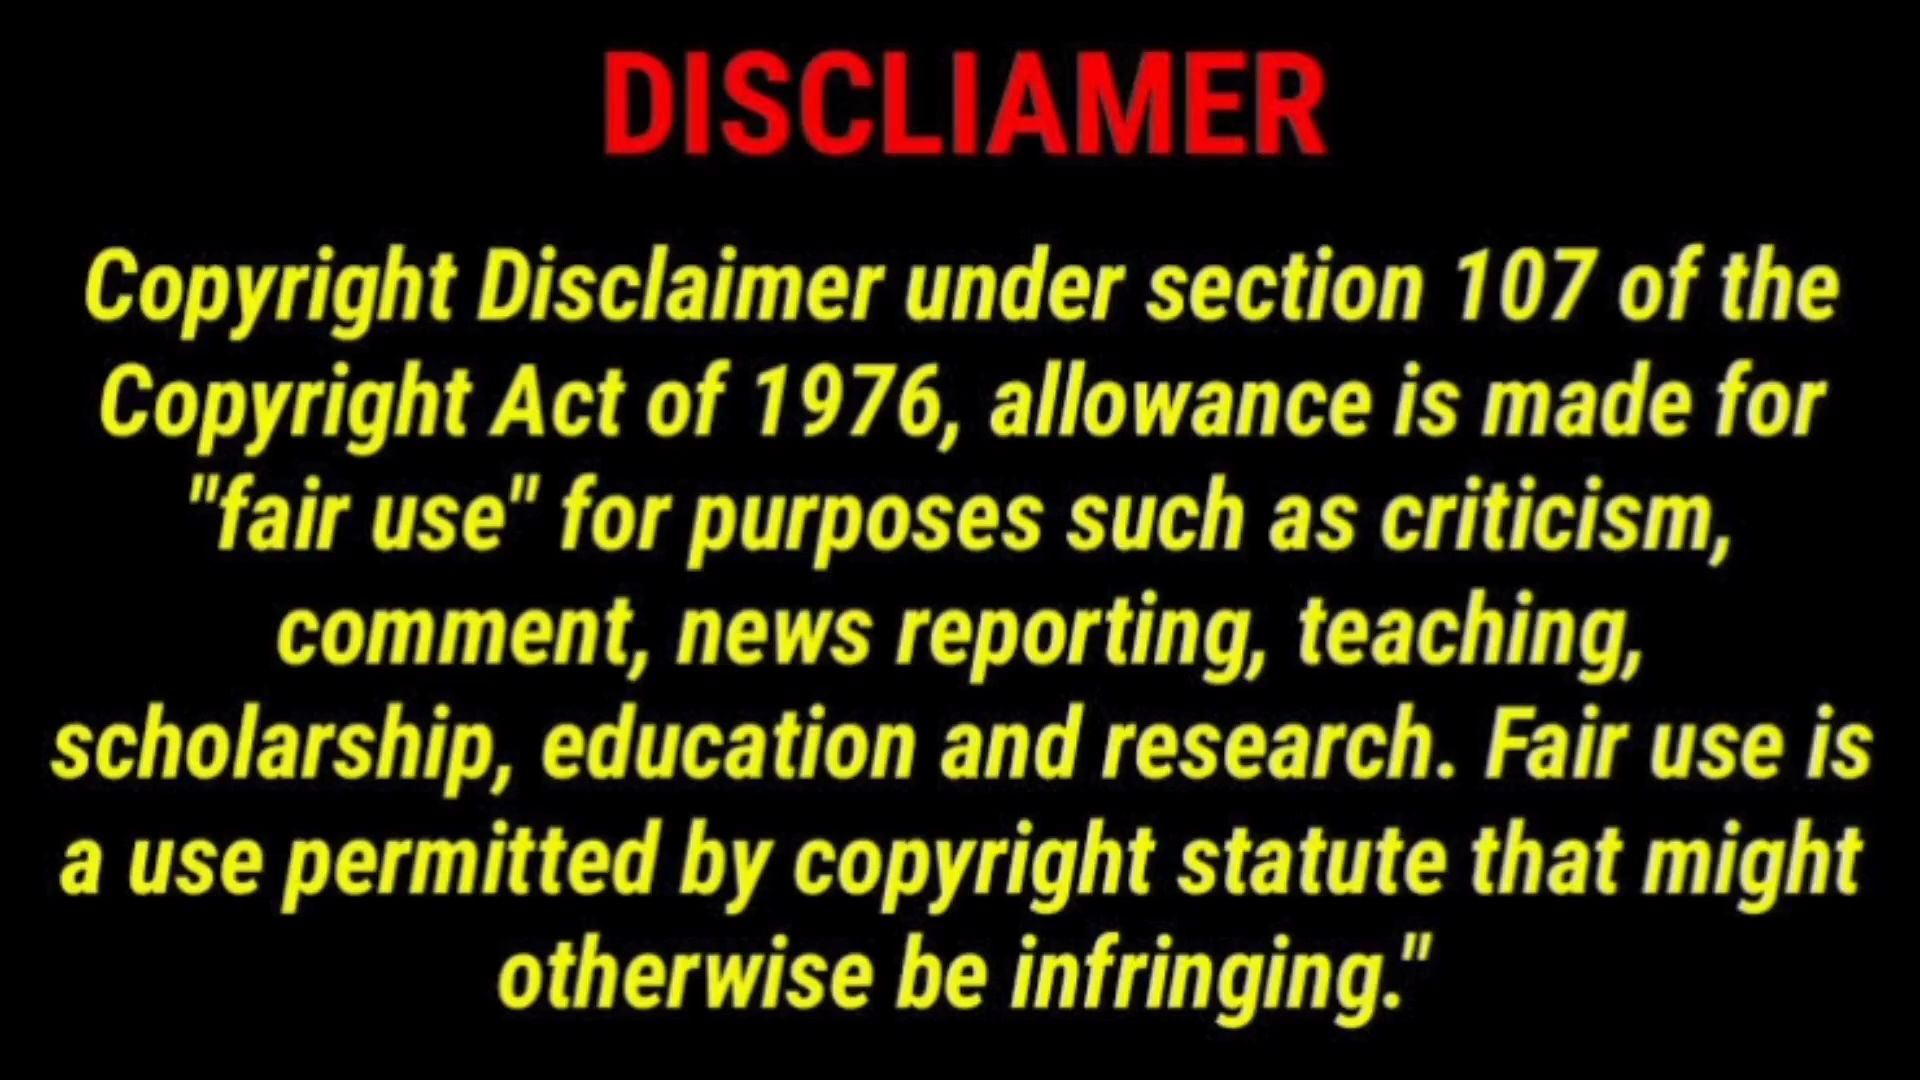 DISCLIAMER
Copyright Disclaimer under section 107 of the
Copyright Act of 1976, allowance is made for
"fair use" for purposes such as criticism,
comment, news reporting, teaching,
scholarship, education and research. Fair use is
a use permitted by copyright statute that might
otherwise be infringing."